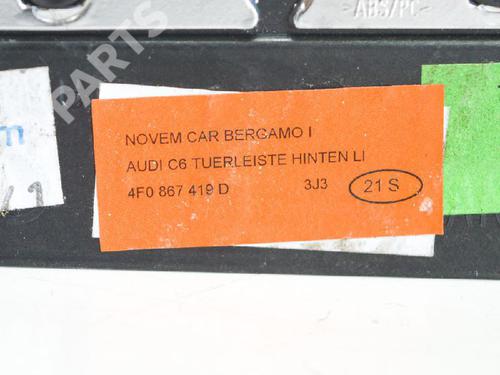 >ABS/PC<
NOVEM CAR BERGAMO I
AUDI C6 TUERLEISTE HINTEN LI
4F0 867 419 D 3J3 21 S
PARTS